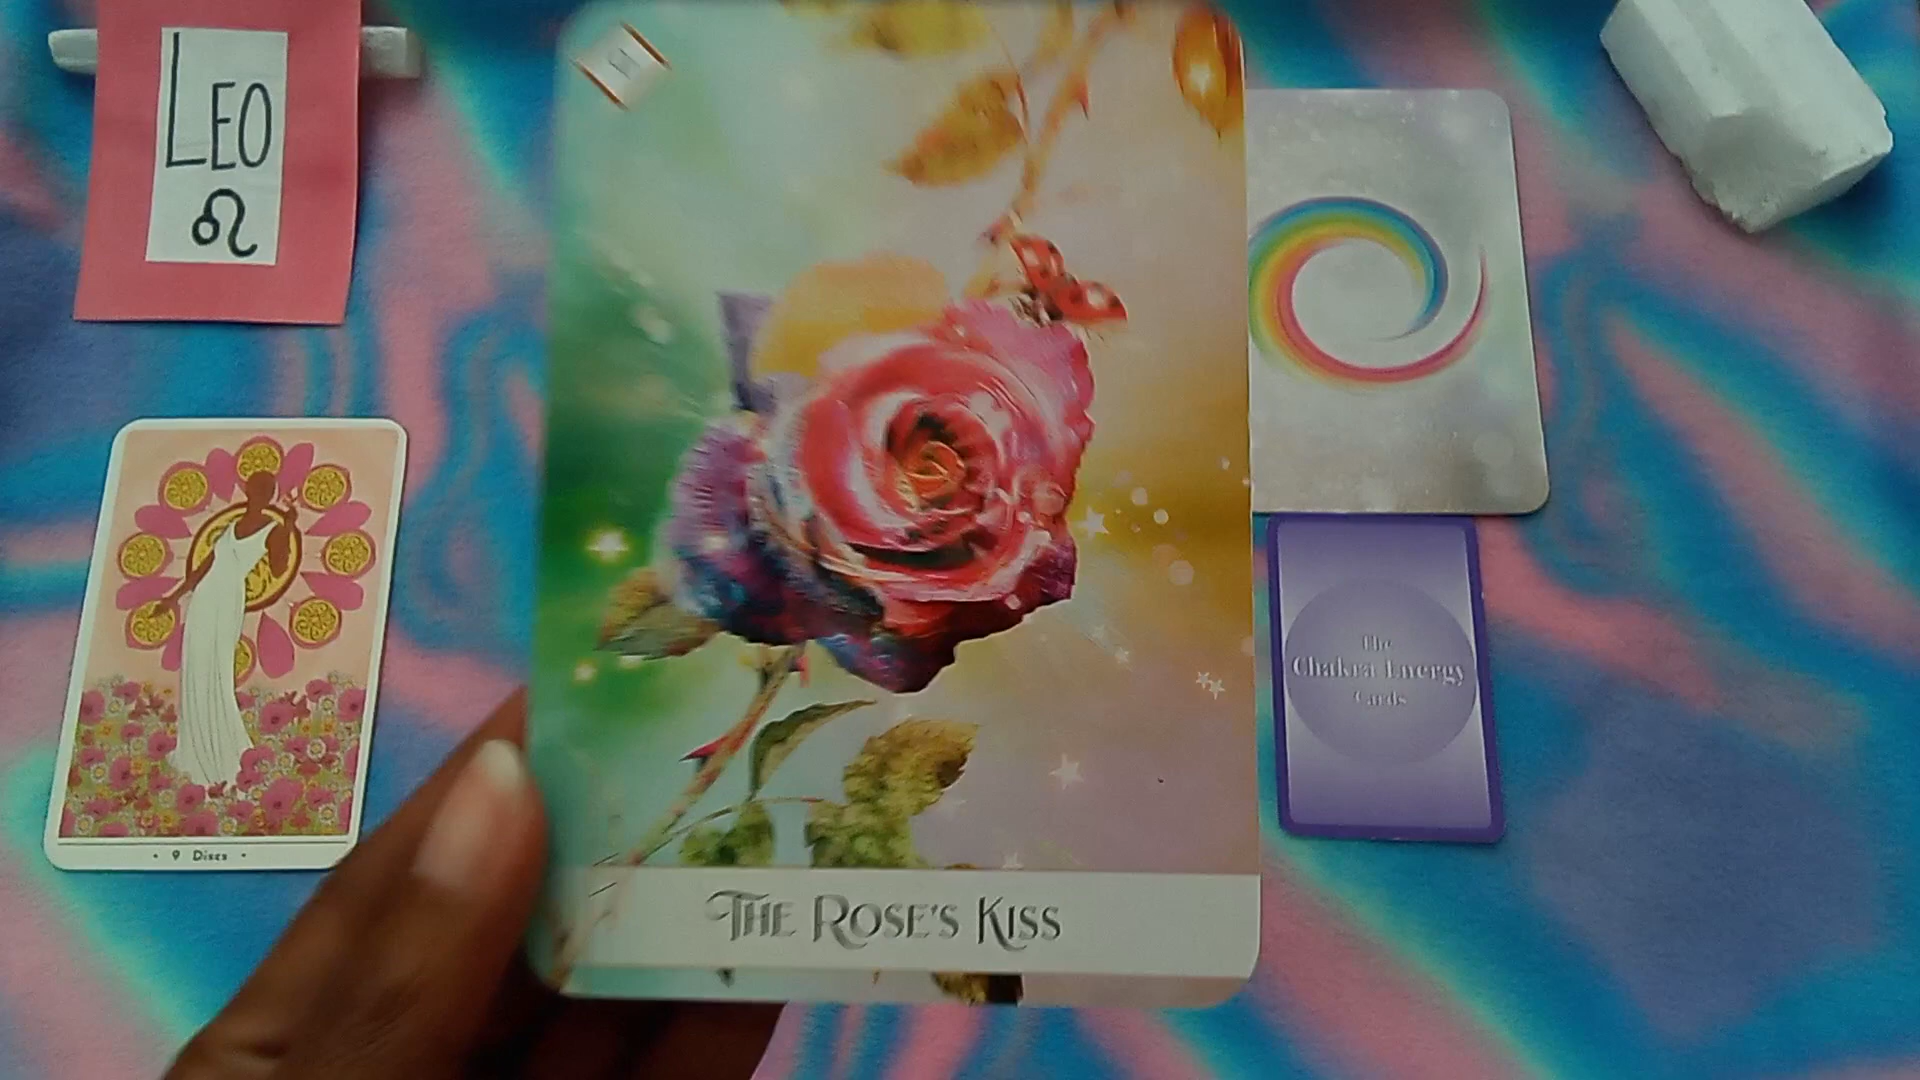 LEO
♌
THE ROSE'S KISS
• 9 Discs •
The
Chakra Energy
Cards